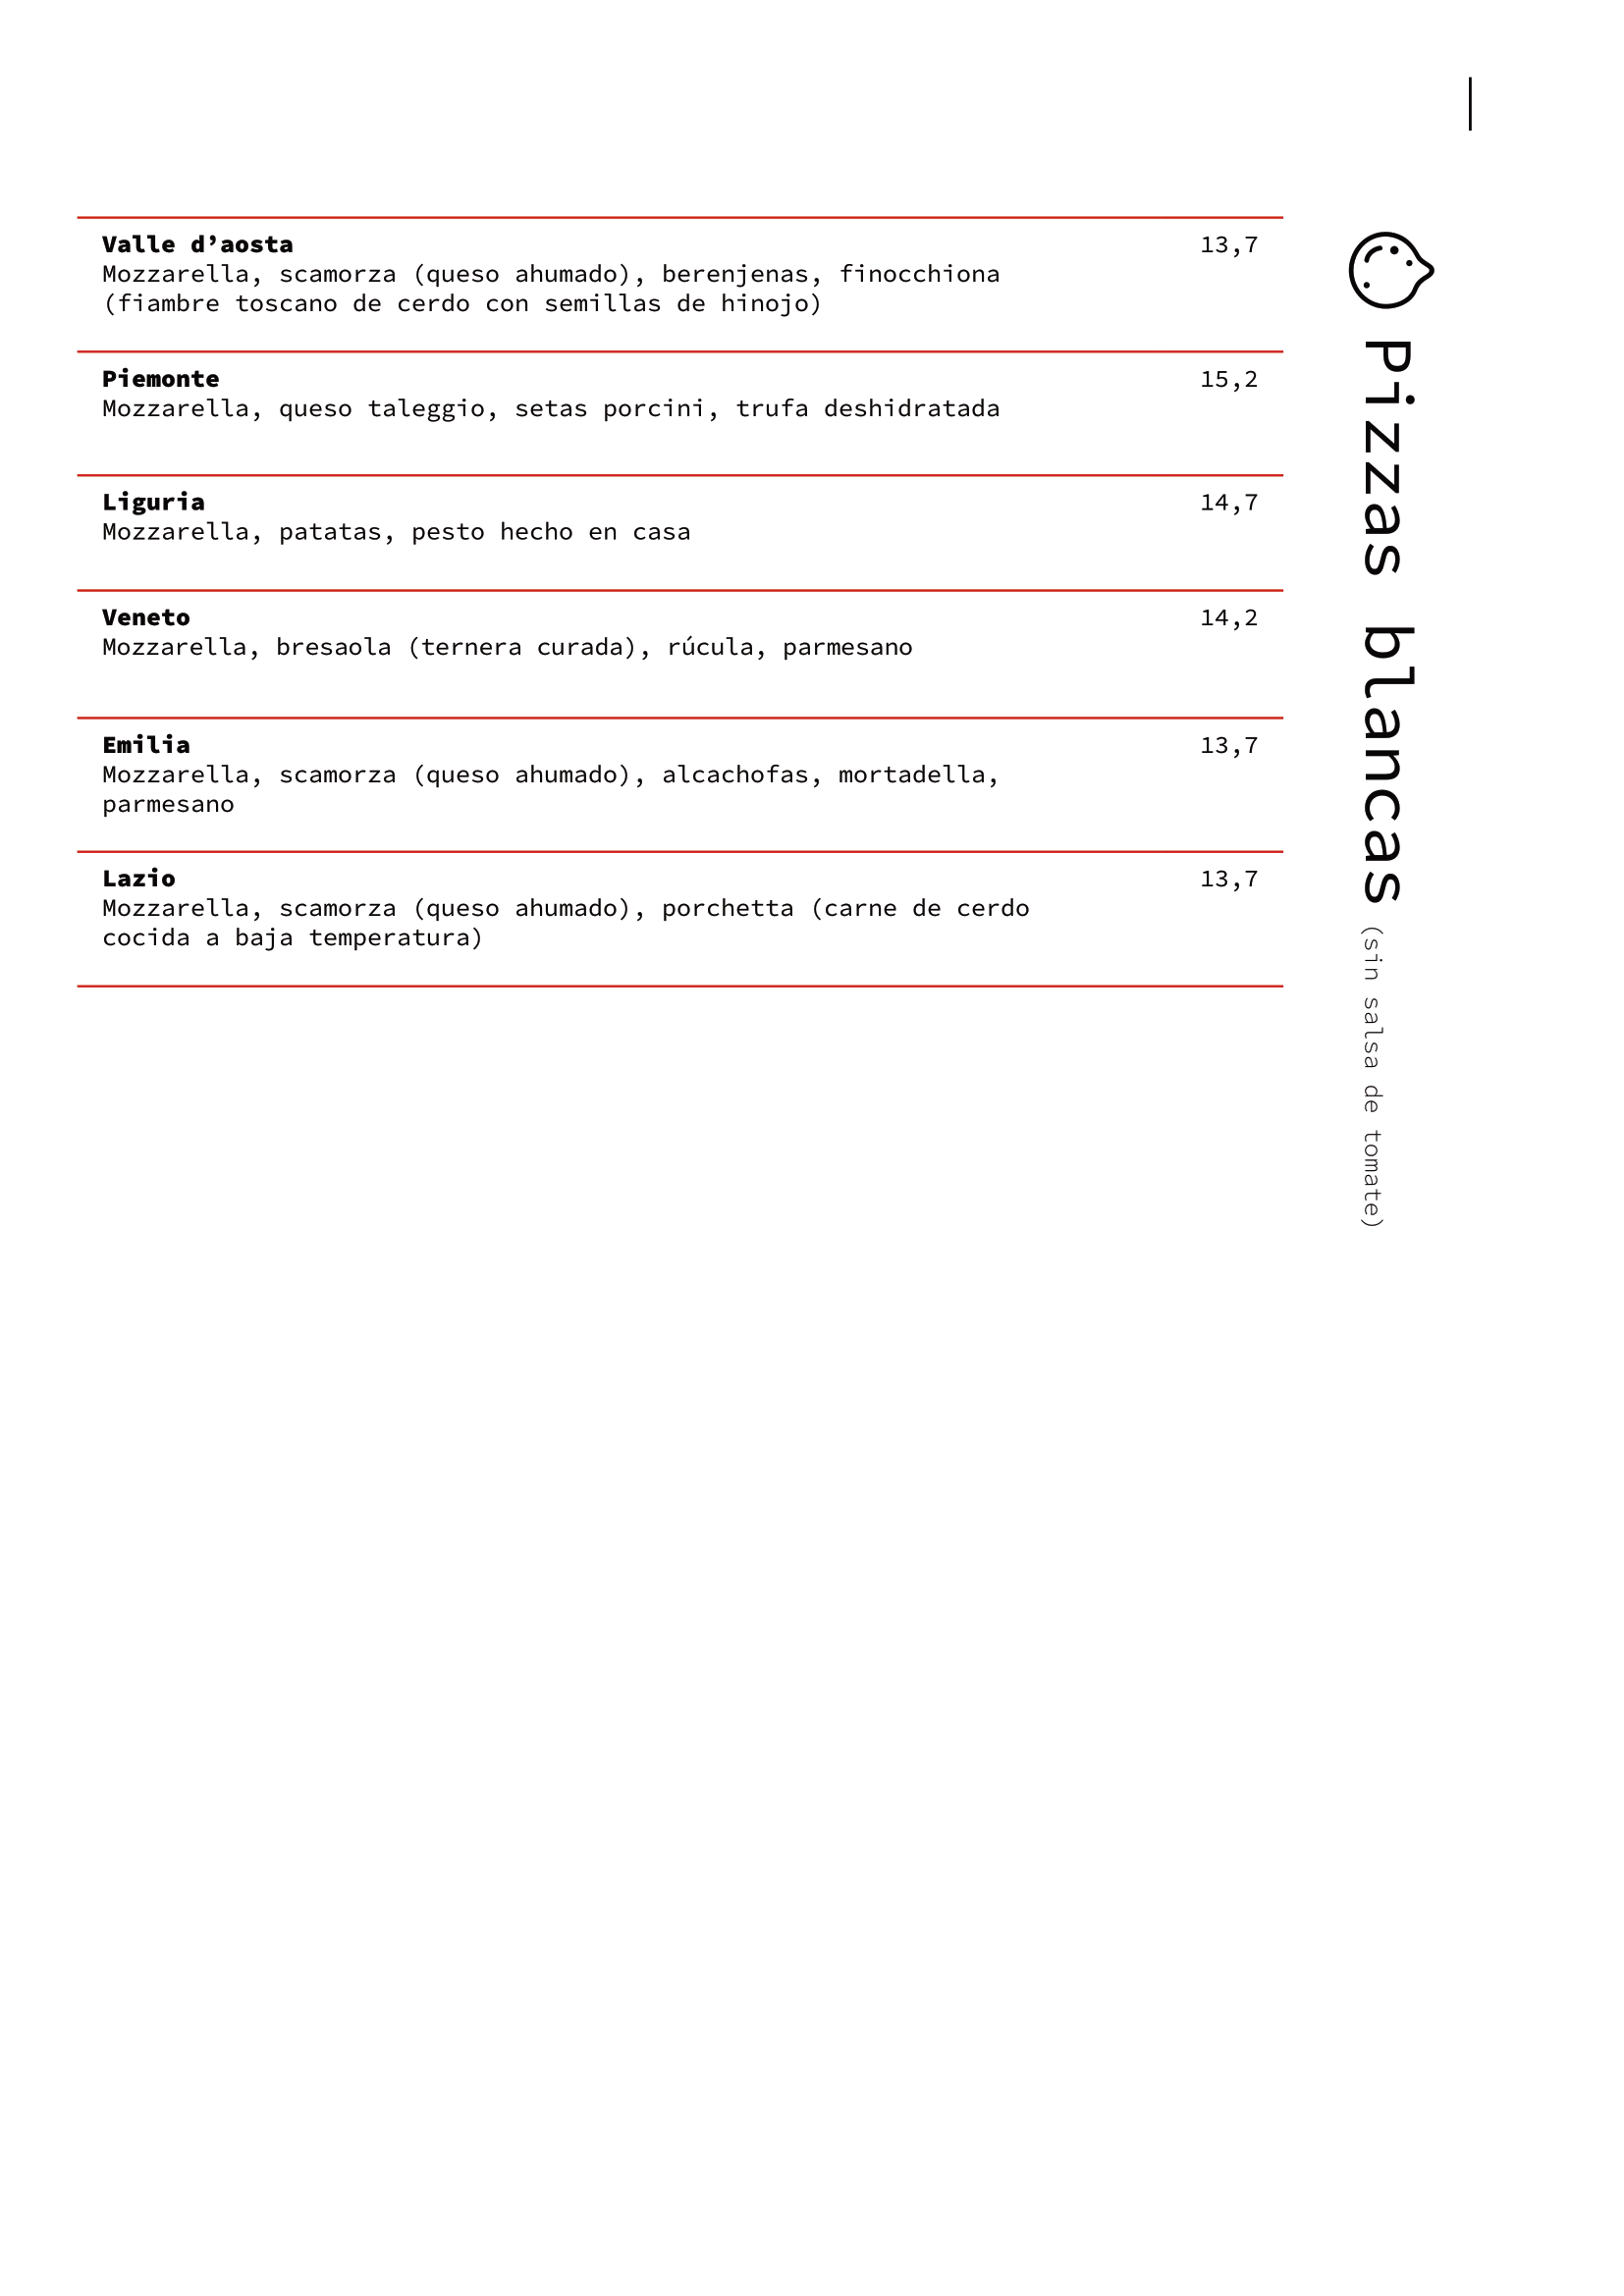 Pizzas blancas (sin salsa de tomate)
Valle d’aosta 13,7
Mozzarella, scamorza (queso ahumado), berenjenas, finocchiona
(fiambre toscano de cerdo con semillas de hinojo)
Piemonte 15,2
Mozzarella, queso taleggio, setas porcini, trufa deshidratada
Liguria 14,7
Mozzarella, patatas, pesto hecho en casa
Veneto 14,2
Mozzarella, bresaola (ternera curada), rúcula, parmesano
Emilia 13,7
Mozzarella, scamorza (queso ahumado), alcachofas, mortadella,
parmesano
Lazio 13,7
Mozzarella, scamorza (queso ahumado), porchetta (carne de cerdo
cocida a baja temperatura)